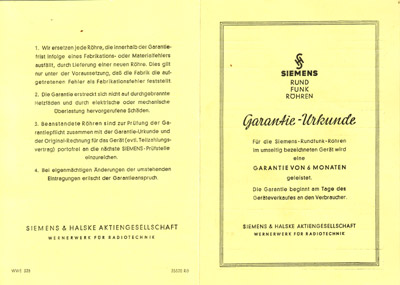 1. Wir ersetzen jede Röhre, die innerhalb der Garantie-
frist infolge eines Fabrikations- oder Materialfehlers
ausfällt, durch Lieferung einer neuen Röhre. Dies gilt
nur unter der Voraussetzung, daß die Fabrik die auf-
getretenen Fehler als Fabrikationsfehler feststellt.
2. Die Garantie erstreckt sich nicht auf durchgebrannte
Heizfäden und durch elektrische oder mechanische
Überlastung hervorgerufene Schäden.
3. Beanstandete Röhren sind zur Prüfung der Ga-
rantiepflicht zusammen mit der Garantie-Urkunde und
der Original-Rechnung für das Gerät (evtl. Teilzahlungs-
vertrag) portofrei an die nächste SIEMENS-Prüfstelle
einzureichen.
4. Bei eigenmächtigen Änderungen der umstehenden
Eintragungen erlischt der Garantieanspruch.
SIEMENS & HALSKE AKTIENGESELLSCHAFT
WERNERWERK FÜR RADIOTECHNIK
SIEMENS
RUND
FUNK
RÖHREN
Garantie-Urkunde
Für die Siemens-Rundfunk-Röhren
im umseitig bezeichneten Gerät wird
eine
GARANTIE VON 6 MONATEN
geleistet.
Die Garantie beginnt am Tage des
Geräteverkaufes an den Verbraucher.
SIEMENS & HALSKE AKTIENGESELLSCHAFT
WERNERWERK FÜR RADIOTECHNIK